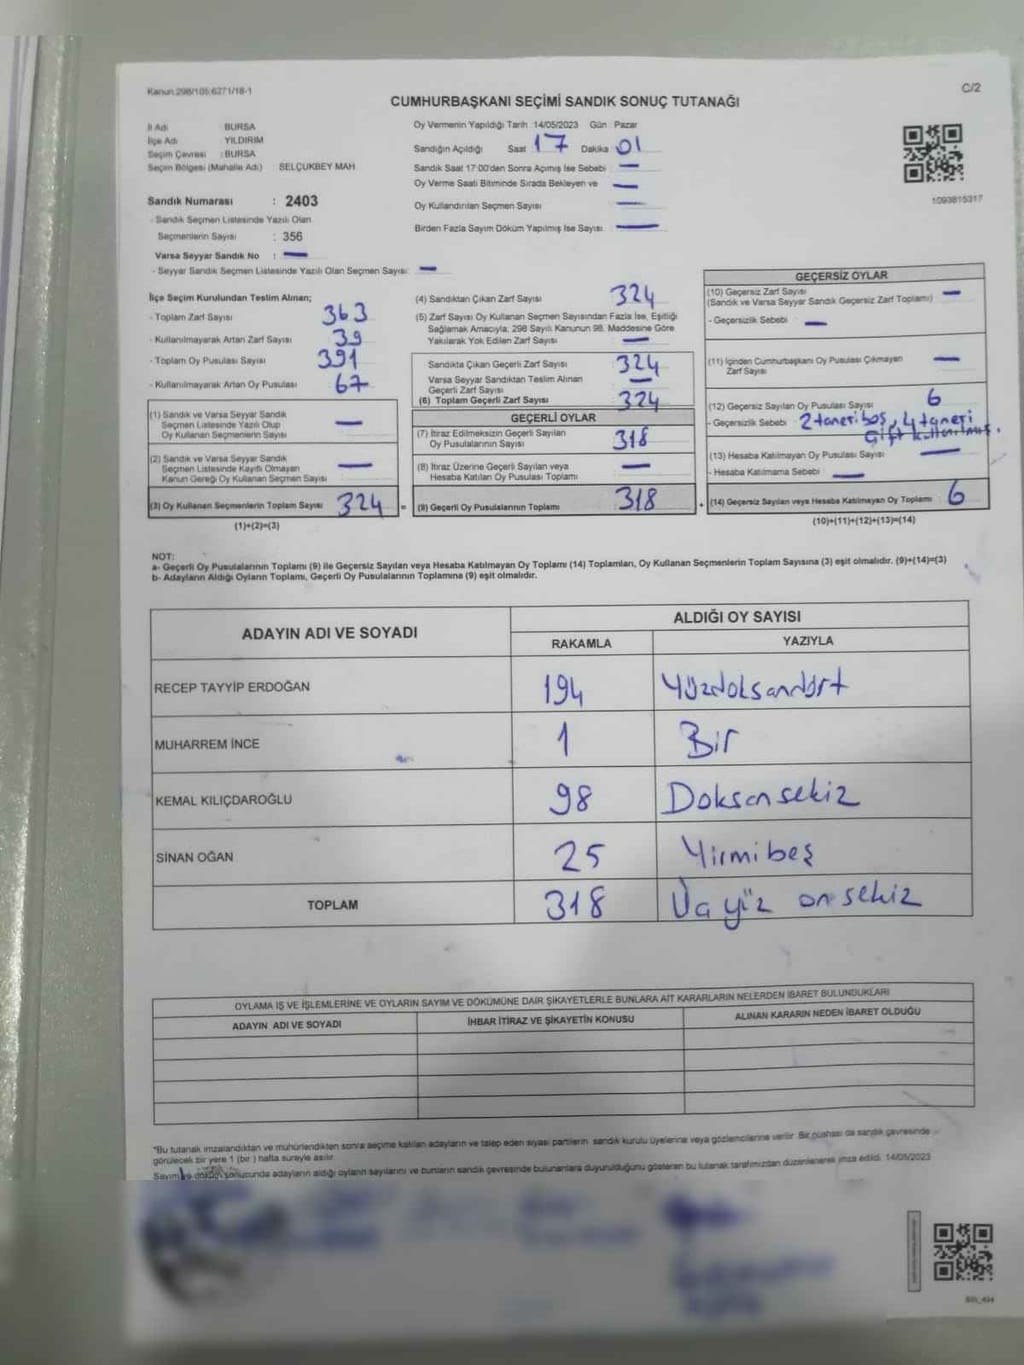 Kanun:298/105;6271/18-1
C/2
CUMHURBAŞKANI SEÇİMİ SANDIK SONUÇ TUTANAĞI
İl Adı BURSA
İlçe Adı YILDIRIM
Seçim Çevresi : BURSA
Seçim Bölgesi (Mahalle Adı) : SELÇUKBEY MAH
Oy Vermenin Yapıldığı Tarih 14/05/2023 Gün Pazar
Sandığın Açıldığı Saat 17 Dakika 01
Sandık Saat 17:00'den Sonra Açılmış İse Sebebi —
Oy Verme Saati Bitiminde Sırada Bekleyen ve —
Oy Kullandırılan Seçmen Sayısı —
Birden Fazla Sayım Döküm Yapılmış İse Sayısı —
1093815317
Sandık Numarası : 2403
- Sandık Seçmen Listesinde Yazılı Olan
Seçmenlerin Sayısı : 356
Varsa Seyyar Sandık No : —
- Seyyar Sandık Seçmen Listesinde Yazılı Olan Seçmen Sayısı: —
İlçe Seçim Kurulundan Teslim Alınan;
- Toplam Zarf Sayısı 363
- Kullanılmayarak Artan Zarf Sayısı 39
- Toplam Oy Pusulası Sayısı 391
- Kullanılmayarak Artan Oy Pusulası 67
(1) Sandık ve Varsa Seyyar Sandık
Seçmen Listesinde Yazılı Olup
Oy Kullanan Seçmenlerin Sayısı —
(2) Sandık ve Varsa Seyyar Sandık
Seçmen Listesinde Kayıtlı Olmayan
Kanun Gereği Oy Kullanan Seçmen Sayısı —
(3) Oy Kullanan Seçmenlerin Toplam Sayısı 324 =
(1)+(2)=(3)
(4) Sandıktan Çıkan Zarf Sayısı 324
(5) Zarf Sayısı Oy Kullanan Seçmen Sayısından Fazla İse, Eşitliği
Sağlamak Amacıyla, 298 Sayılı Kanunun 98. Maddesine Göre
Yakılarak Yok Edilen Zarf Sayısı —
Sandıkta Çıkan Geçerli Zarf Sayısı 324
Varsa Seyyar Sandıktan Teslim Alınan
Geçerli Zarf Sayısı —
(6) Toplam Geçerli Zarf Sayısı 324
GEÇERLİ OYLAR
(7) İtiraz Edilmeksizin Geçerli Sayılan
Oy Pusulalarının Sayısı 318
(8) İtiraz Üzerine Geçerli Sayılan veya
Hesaba Katılan Oy Pusulası Toplamı —
(9) Geçerli Oy Pusulalarının Toplamı 318 +
GEÇERSİZ OYLAR
(10) Geçersiz Zarf Sayısı —
(Sandık ve Varsa Seyyar Sandık Geçersiz Zarf Toplamı)
- Geçersizlik Sebebi —
(11) İçinden Cumhurbaşkanı Oy Pusulası Çıkmayan
Zarf Sayısı —
(12) Geçersiz Sayılan Oy Pusulası Sayısı 6
- Geçersizlik Sebebi 2 taneri boş, 4 taneri
çift kullanılmış.
(13) Hesaba Katılmayan Oy Pusulası Sayısı —
- Hesaba Katılmama Sebebi —
(14) Geçersiz Sayılan veya Hesaba Katılmayan Oy Toplamı 6
(10)+(11)+(12)+(13)=(14)
NOT:
a- Geçerli Oy Pusulalarının Toplamı (9) ile Geçersiz Sayılan veya Hesaba Katılmayan Oy Toplamı (14) Toplamları, Oy Kullanan Seçmenlerin Toplam Sayısına (3) eşit olmalıdır. (9)+(14)=(3)
b- Adayların Aldığı Oyların Toplamı, Geçerli Oy Pusulalarının Toplamına (9) eşit olmalıdır.
ADAYIN ADI VE SOYADI
ALDIĞI OY SAYISI
RAKAMLA YAZIYLA
RECEP TAYYİP ERDOĞAN 194 Yüzdoksandört
MUHARREM İNCE 1 Bir
KEMAL KILIÇDAROĞLU 98 Doksansekiz
SİNAN OĞAN 25 Yirmibeş
TOPLAM 318 Üçyüz onsekiz
OYLAMA İŞ VE İŞLEMLERİNE VE OYLARIN SAYIM VE DÖKÜMÜNE DAİR ŞİKAYETLERLE BUNLARA AİT KARARLARIN NELERDEN İBARET BULUNDUKLARI
ADAYIN ADI VE SOYADI İHBAR İTİRAZ VE ŞİKAYETİN KONUSU ALINAN KARARIN NEDEN İBARET OLDUĞU
"Bu tutanak imzalandıktan ve mühürlendikten sonra seçime katılan adayların ve talep eden siyasi partilerin sandık kurulu üyelerine veya gözlemcilerine verilir. Bir nüshası da sandık çevresinde
görülecek bir yere 1 (bir) hafta süreyle asılır.
Sayım ve döküm sonucunda adayların aldığı oyların sayılarını ve bunların sandık çevresinde bulunanlara duyurulduğunu gösteren bu tutanak tarafımızdan düzenlenerek imza edildi. 14/05/2023